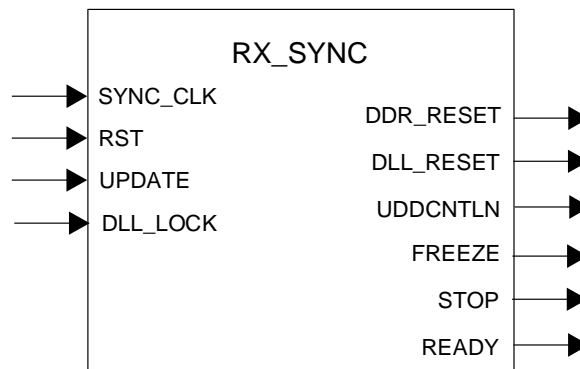 RX_SYNC
SYNC_CLK
RST
UPDATE
DLL_LOCK
DDR_RESET
DLL_RESET
UDDCNTLN
FREEZE
STOP
READY